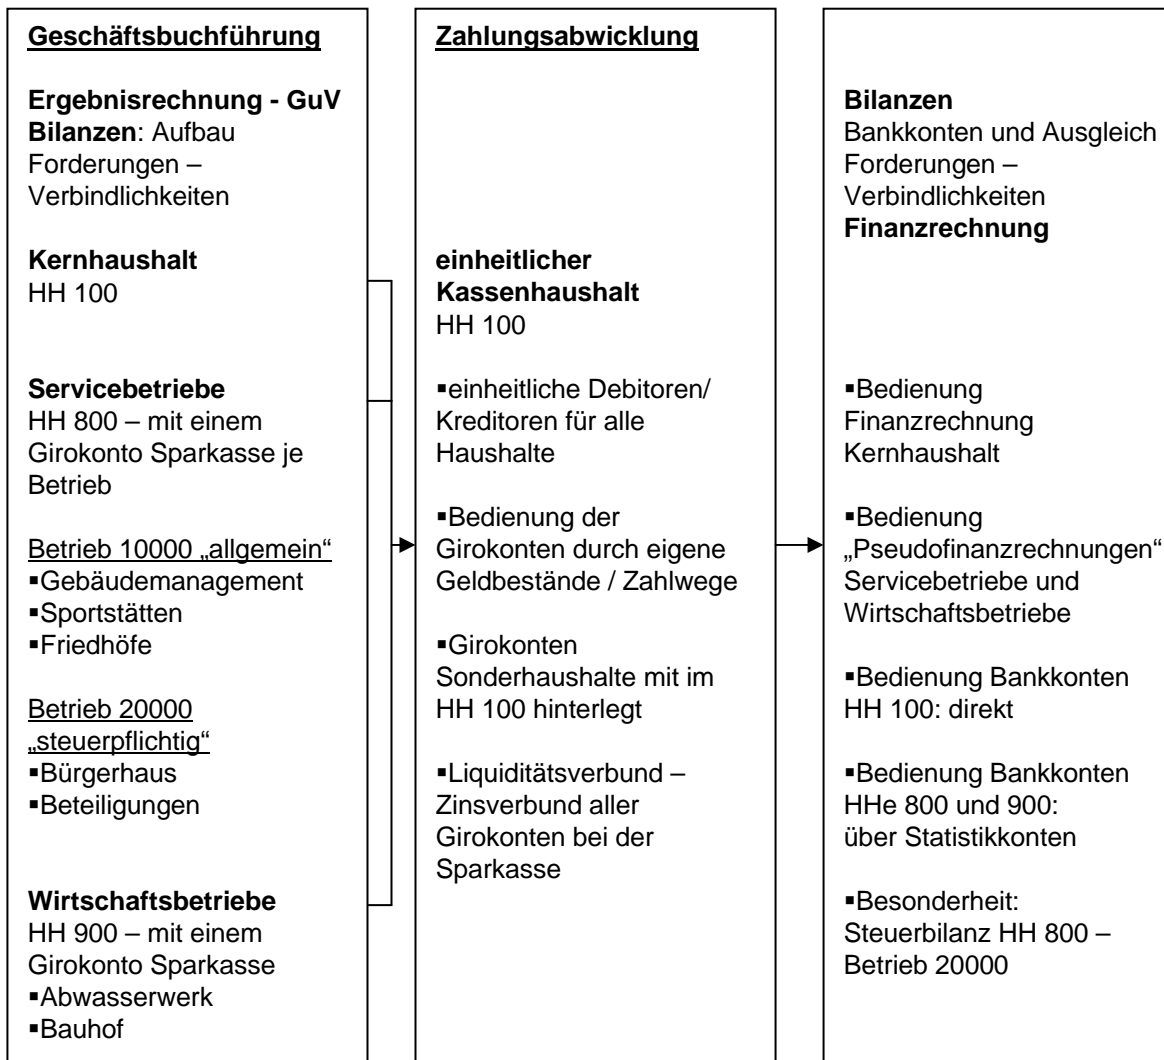 Geschäftsbuchführung
Ergebnisrechnung - GuV
Bilanzen: Aufbau
Forderungen –
Verbindlichkeiten
Kernhaushalt
HH 100
Servicebetriebe
HH 800 – mit einem
Girokonto Sparkasse je
Betrieb
Betrieb 10000 „allgemein“
▪Gebäudemanagement
▪Sportstätten
▪Friedhöfe
Betrieb 20000
„steuerpflichtig“
▪Bürgerhaus
▪Beteiligungen
Wirtschaftsbetriebe
HH 900 – mit einem
Girokonto Sparkasse
▪Abwasserwerk
▪Bauhof
Zahlungsabwicklung
einheitlicher
Kassenhaushalt
HH 100
▪einheitliche Debitoren/
Kreditoren für alle
Haushalte
▪Bedienung der
Girokonten durch eigene
Geldbestände / Zahlwege
▪Girokonten
Sonderhaushalte mit im
HH 100 hinterlegt
▪Liquiditätsverbund –
Zinsverbund aller
Girokonten bei der
Sparkasse
Bilanzen
Bankkonten und Ausgleich
Forderungen –
Verbindlichkeiten
Finanzrechnung
▪Bedienung
Finanzrechnung
Kernhaushalt
▪Bedienung
„Pseudofinanzrechnungen“
Servicebetriebe und
Wirtschaftsbetriebe
▪Bedienung Bankkonten
HH 100: direkt
▪Bedienung Bankkonten
HHe 800 und 900:
über Statistikkonten
▪Besonderheit:
Steuerbilanz HH 800 –
Betrieb 20000